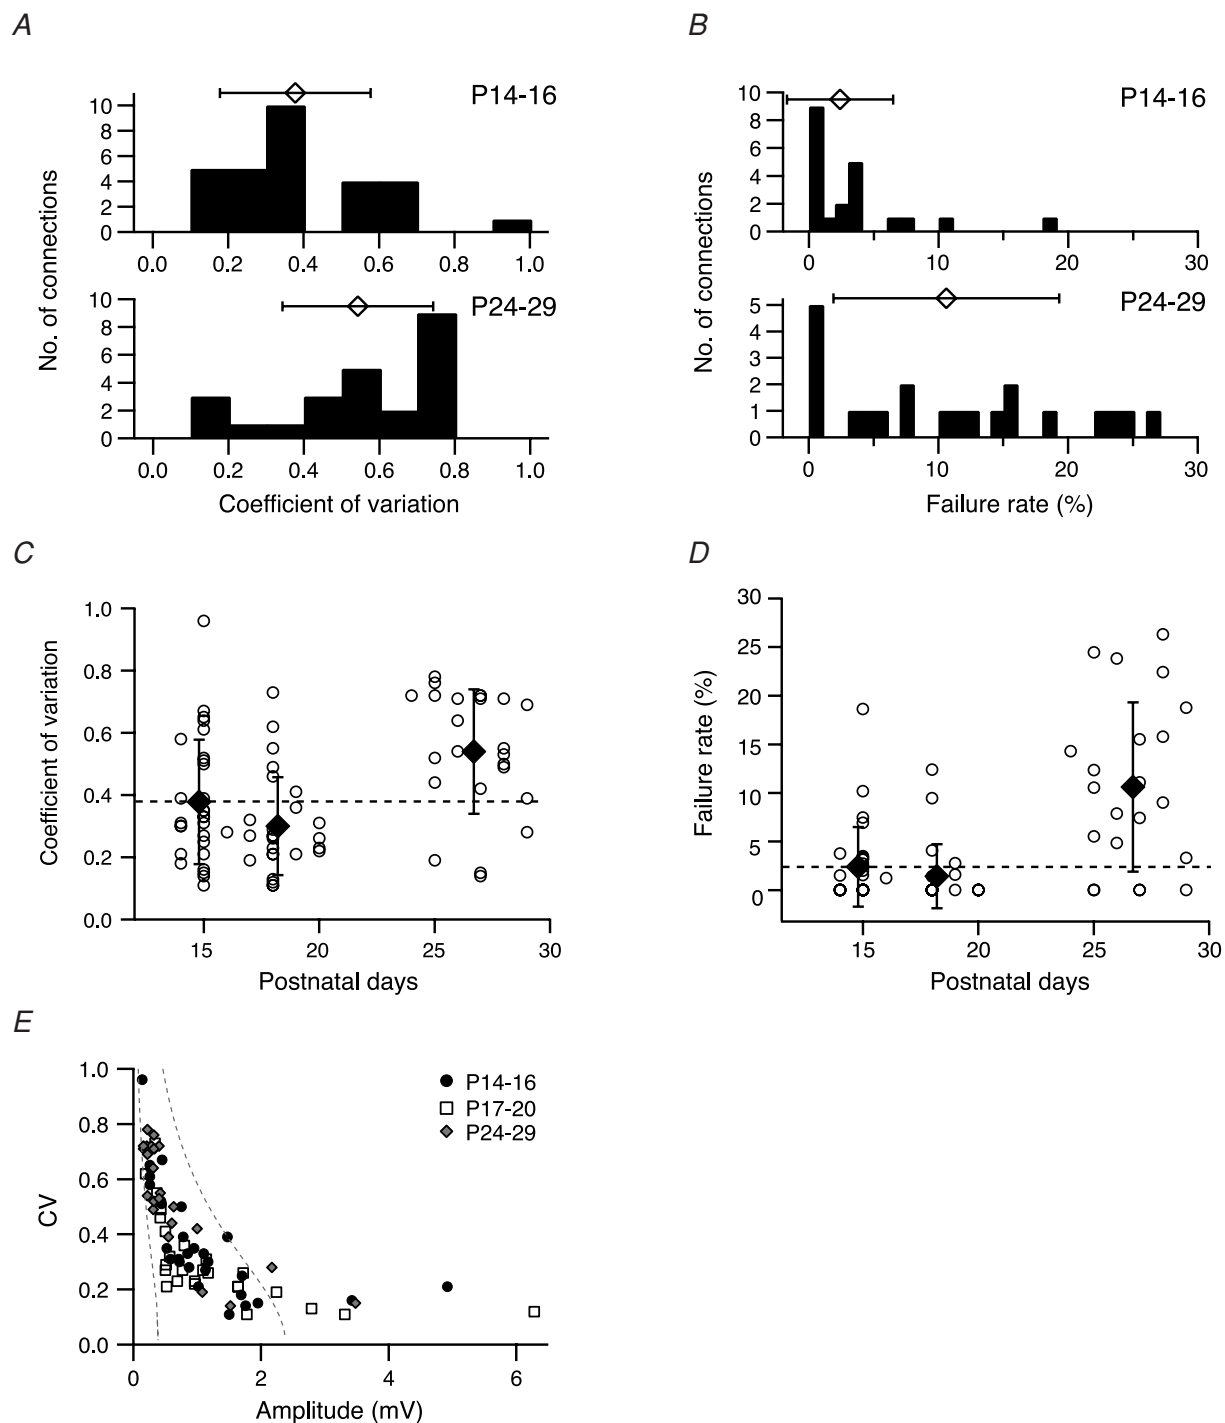 A
P14-16
10
8
6
4
2
0
0.0 0.2 0.4 0.6 0.8 1.0
P24-29
10
8
6
4
2
0
0.0 0.2 0.4 0.6 0.8 1.0
No. of connections
Coefficient of variation
B
P14-16
10
8
6
4
2
0
0 10 20 30
P24-29
5
4
3
2
1
0
0 10 20 30
No. of connections
Failure rate (%)
C
1.0
0.8
0.6
0.4
0.2
0.0
15 20 25 30
Coefficient of variation
Postnatal days
D
30
25
20
15
10
5
0
15 20 25 30
Failure rate (%)
Postnatal days
E
1.0
0.8
0.6
0.4
0.2
0.0
0 2 4 6
CV
Amplitude (mV)
P14-16
P17-20
P24-29